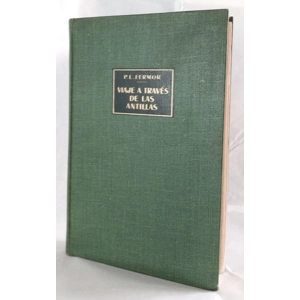 P. L. FERMOR
VIAJE A TRAVÉS
DE LAS
ANTILLAS